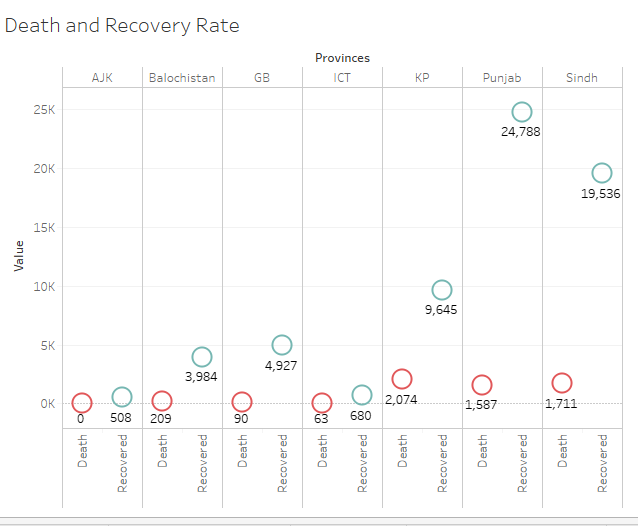 Death and Recovery Rate
Provinces
AJK Balochistan GB ICT KP Punjab Sindh
Value
25K
20K
15K
10K
5K
0K
24,788
19,536
9,645
4,927
3,984
2,074
1,587
1,711
0
508
209
90
63
680
Death Recovered Death Recovered Death Recovered Death Recovered Death Recovered Death Recovered Death Recovered